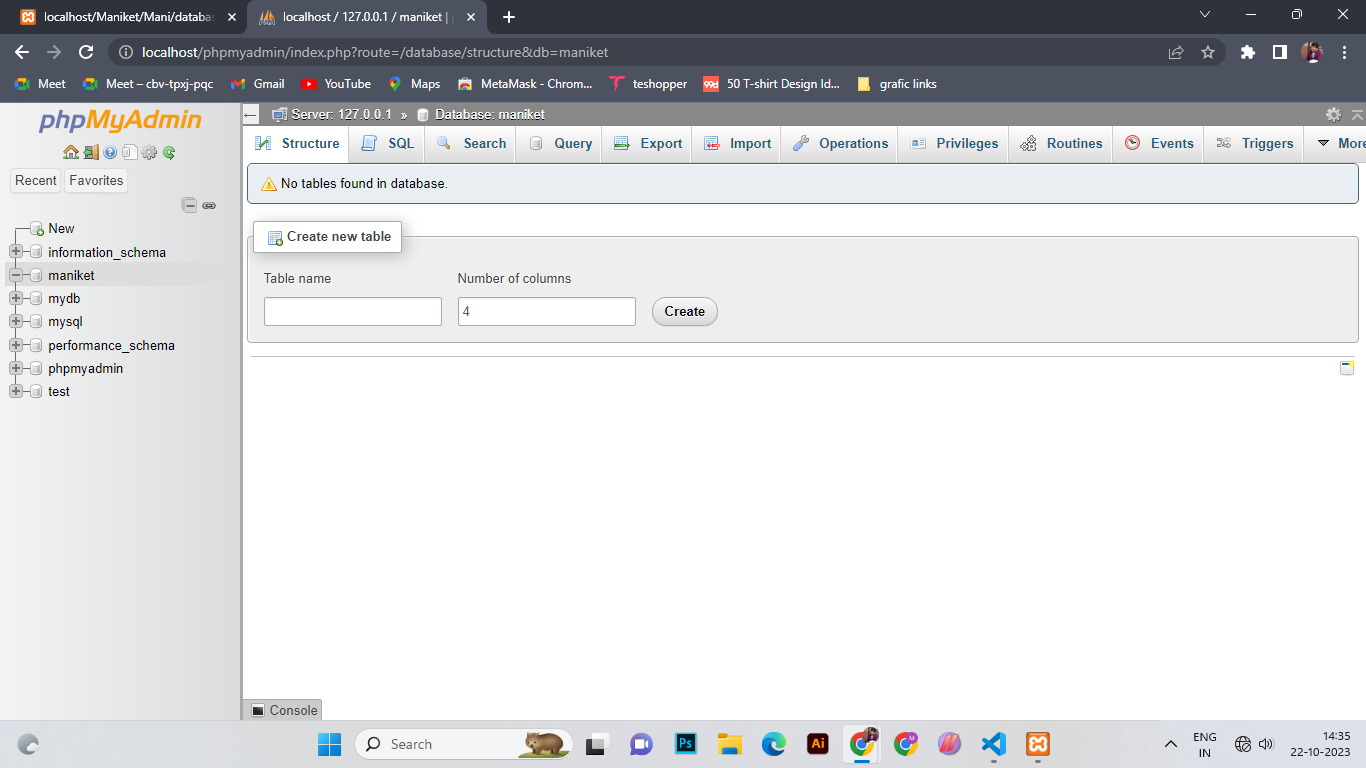 localhost/Maniket/Mani/databas
localhost / 127.0.0.1 / maniket | p
localhost/phpmyadmin/index.php?route=/database/structure&db=maniket
Meet
Meet – cbv-tpxj-pqc
Gmail
YouTube
Maps
MetaMask - Chrom...
teshopper
99d
50 T-shirt Design Id...
grafic links
phpMyAdmin
Recent
Favorites
New
information_schema
maniket
mydb
mysql
performance_schema
phpmyadmin
test
Server: 127.0.0.1 » Database: maniket
Structure
SQL
Search
Query
Export
Import
Operations
Privileges
Routines
Events
Triggers
More
No tables found in database.
Create new table
Table name
Number of columns
4
Create
Console
Search
Ps
Ai
M
ENG
IN
14:35
22-10-2023